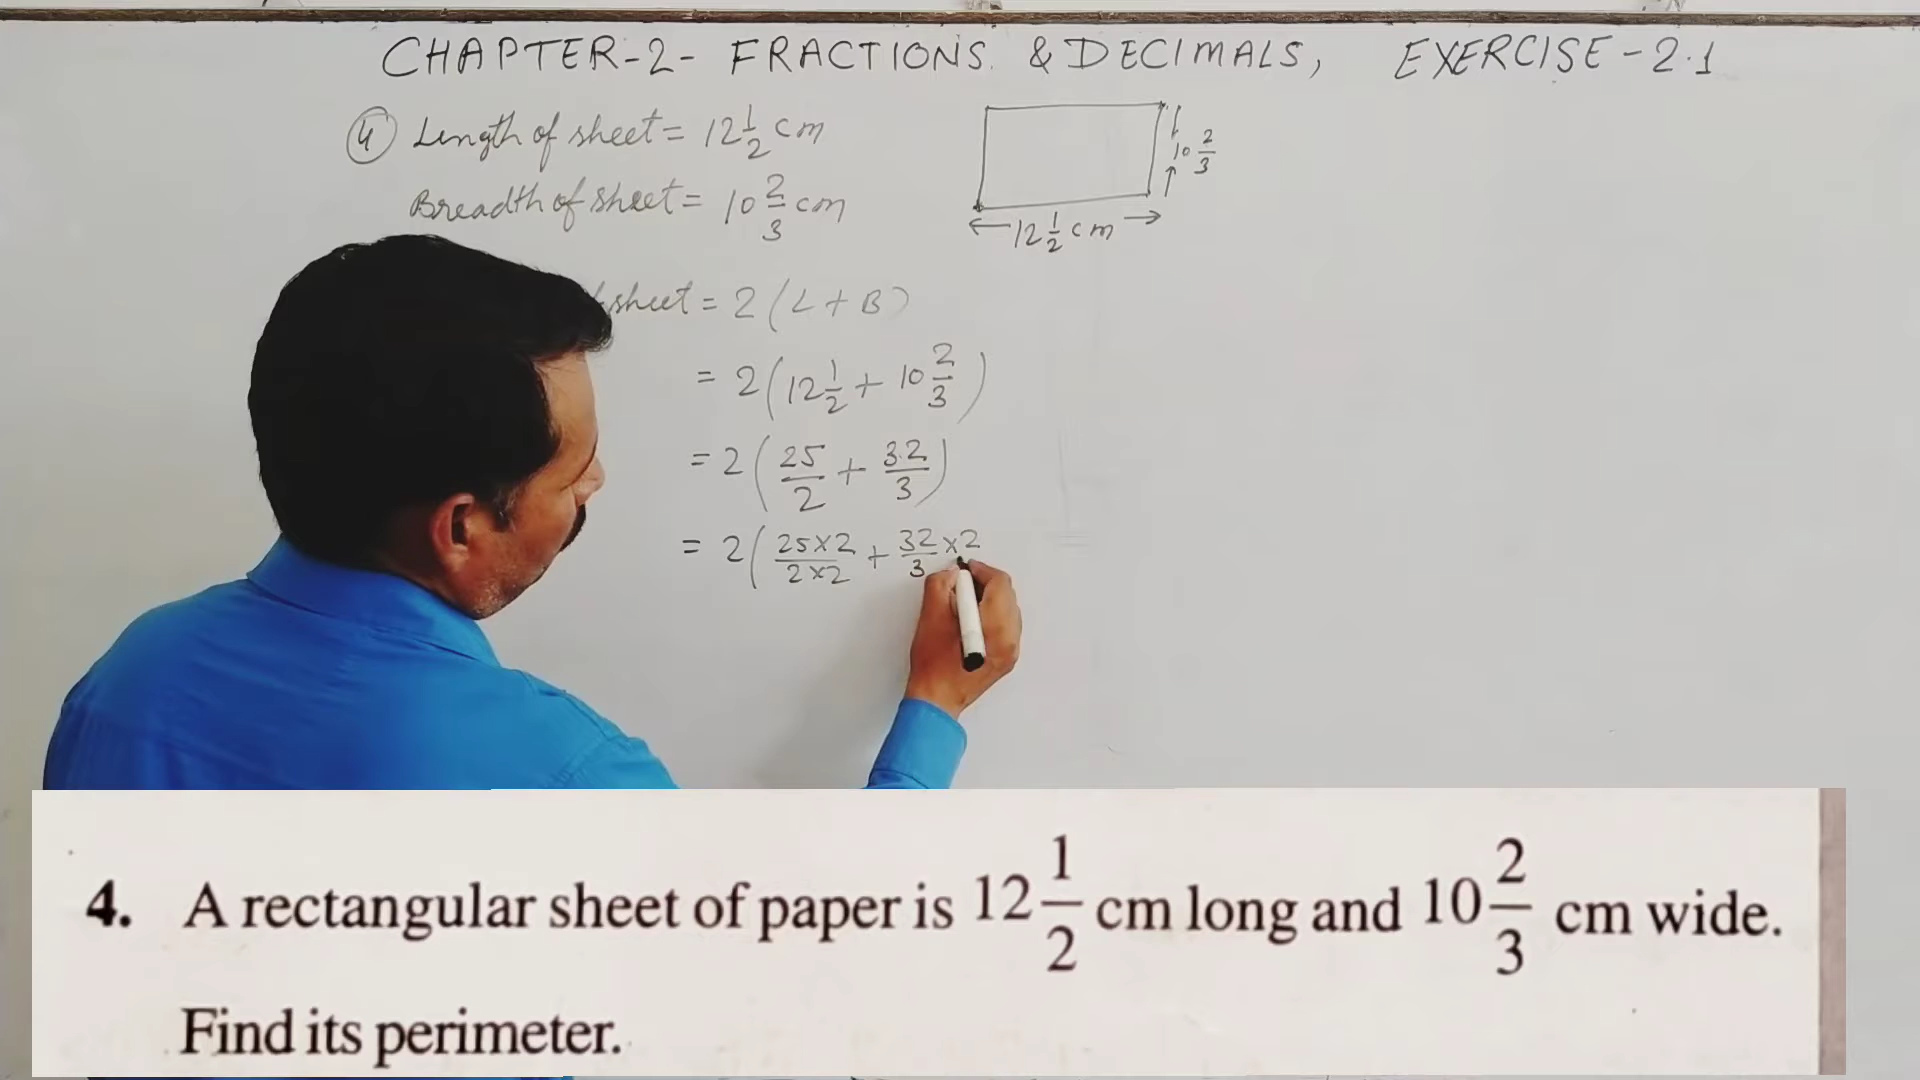 CHAPTER-2- FRACTIONS & DECIMALS, EXERCISE-2.1
④ Length of sheet = 12 1/2 cm
Breadth of sheet = 10 2/3 cm
10 2/3
12 1/2 cm
sheet = 2(L+B)
= 2(12 1/2 + 10 2/3)
= 2(25/2 + 32/3)
= 2(25×2/2×2 + 32/3 ×2
4. A rectangular sheet of paper is 12 1/2 cm long and 10 2/3 cm wide.
Find its perimeter.